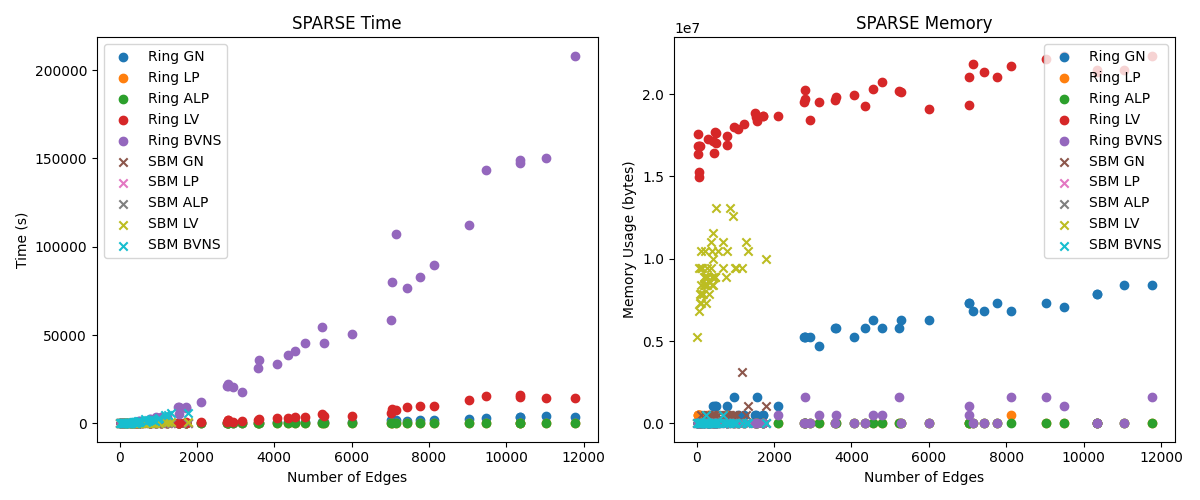 SPARSE Time
200000
150000
100000
50000
0
Time (s)
Ring GN
Ring LP
Ring ALP
Ring LV
Ring BVNS
SBM GN
SBM LP
SBM ALP
SBM LV
SBM BVNS
0 2000 4000 6000 8000 10000 12000
Number of Edges
SPARSE Memory
1e7
2.0
1.5
1.0
0.5
0.0
Memory Usage (bytes)
Ring GN
Ring LP
Ring ALP
Ring LV
Ring BVNS
SBM GN
SBM LP
SBM ALP
SBM LV
SBM BVNS
0 2000 4000 6000 8000 10000 12000
Number of Edges